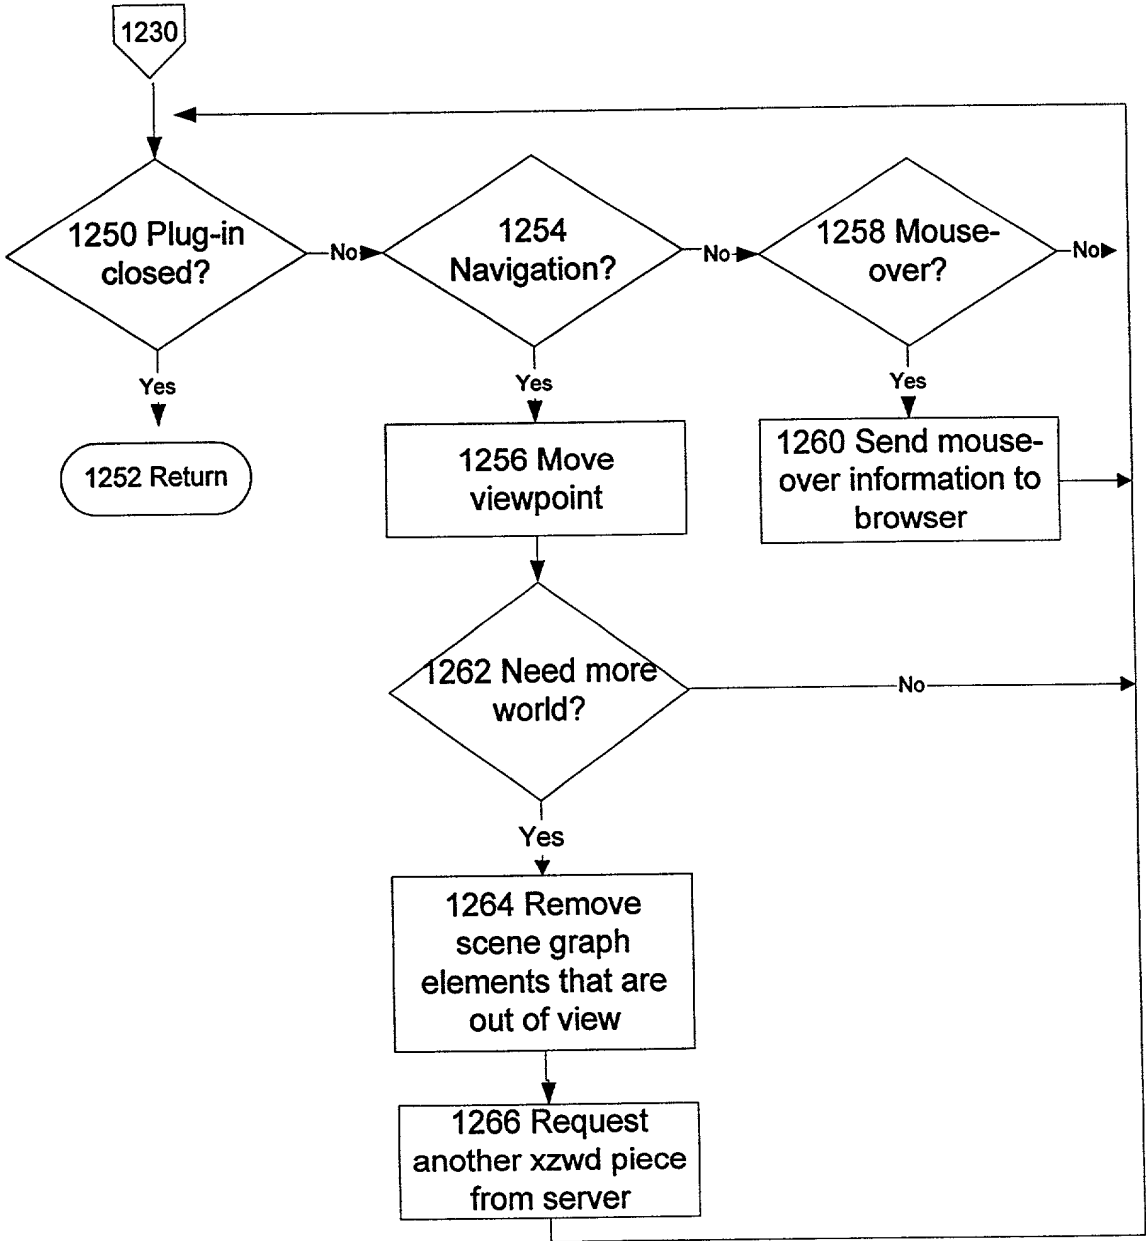 1230
1250 Plug-in
closed?
No
1254
Navigation?
No
1258 Mouse-
over?
No
Yes
Yes
Yes
1252 Return
1256 Move
viewpoint
1260 Send mouse-
over information to
browser
1262 Need more
world?
No
Yes
1264 Remove
scene graph
elements that are
out of view
1266 Request
another xzwd piece
from server